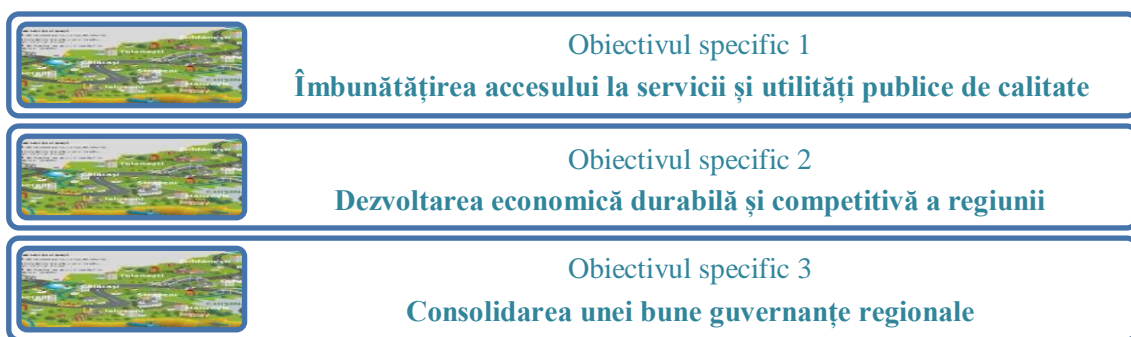 Obiectivul specific 1
Îmbunătățirea accesului la servicii și utilități publice de calitate
Obiectivul specific 2
Dezvoltarea economică durabilă și competitivă a regiunii
Obiectivul specific 3
Consolidarea unei bune guvernanțe regionale